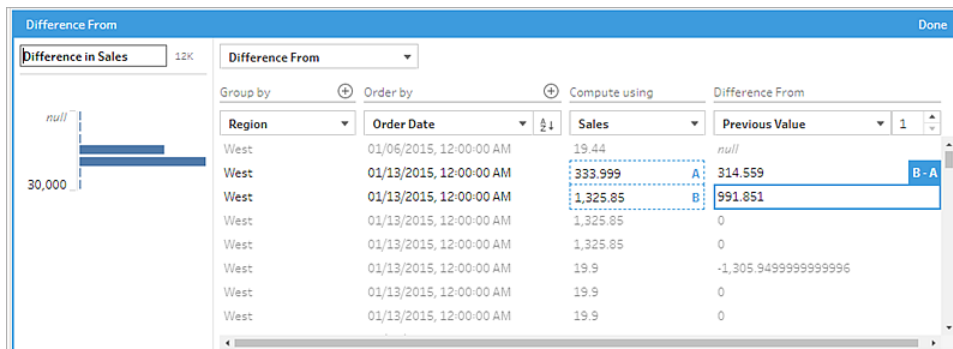 Difference From Done
Difference in Sales 12K Difference From
Group by Order by Compute using Difference From
null Region Order Date A Z Sales Previous Value 1
West 01/06/2015, 12:00:00 AM 19.44 null
West 01/13/2015, 12:00:00 AM 333.999 A 314.559 B - A
30,000 West 01/13/2015, 12:00:00 AM 1,325.85 B 991.851
West 01/13/2015, 12:00:00 AM 1,325.85 0
West 01/13/2015, 12:00:00 AM 1,325.85 0
West 01/13/2015, 12:00:00 AM 19.9 -1,305.9499999999996
West 01/13/2015, 12:00:00 AM 19.9 0
West 01/13/2015, 12:00:00 AM 19.9 0